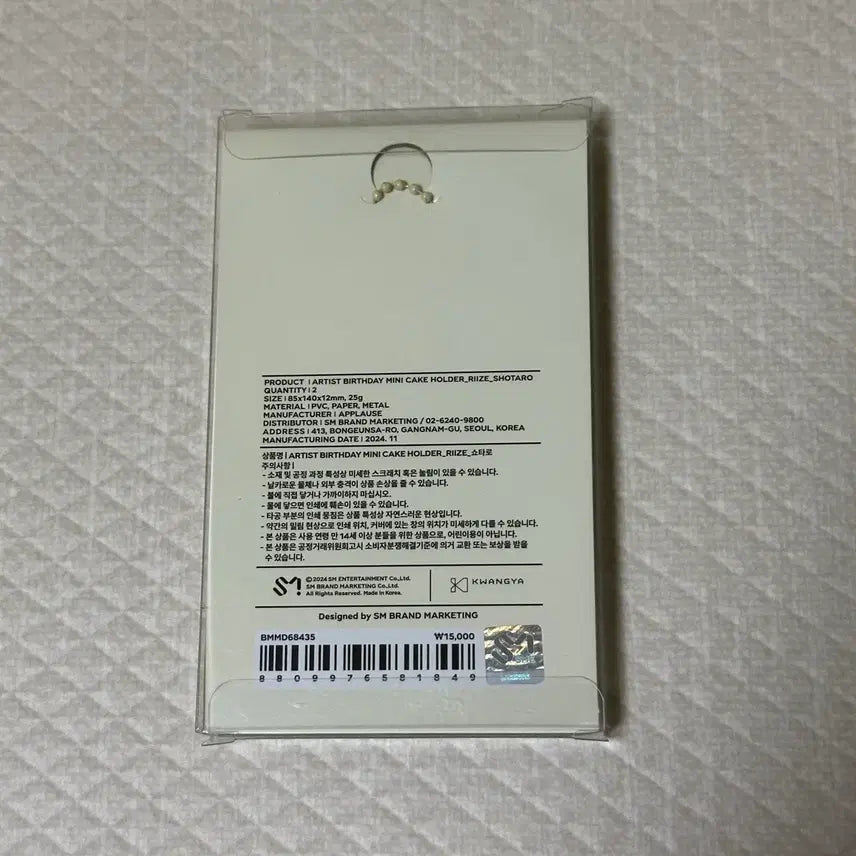 PRODUCT | ARTIST BIRTHDAY MINI CAKE HOLDER_RIIZE_SHOTARO
QUANTITY | 2
SIZE | 85x140x12mm, 25g
MATERIAL | PVC, PAPER, METAL
MANUFACTURER | APPLAUSE
DISTRIBUTOR | SM BRAND MARKETING / 02-6240-9800
ADDRESS | 413, BONGEUNSA-RO, GANGNAM-GU, SEOUL, KOREA
MANUFACTURING DATE | 2024. 11
상품명 | ARTIST BIRTHDAY MINI CAKE HOLDER_RIIZE_쇼타로
주의사항 |
- 소재 및 공정 과정 특성상 미세한 스크래치 혹은 눌림이 있을 수 있습니다.
- 날카로운 물체나 외부 충격이 상품 손상을 줄 수 있습니다.
- 불에 직접 닿거나 가까이하지 마십시오.
- 물에 닿으면 인쇄에 훼손이 있을 수 있습니다.
- 타공 부분의 인쇄 뭉침은 상품 특성상 자연스러운 현상입니다.
- 약간의 밀림 현상으로 인쇄 위치, 커버에 있는 창의 위치가 미세하게 다를 수 있습니다.
- 본 상품은 사용 연령 만 14세 이상 분들을 위한 상품으로, 어린이용이 아닙니다.
- 본 상품은 공정거래위원회고시 소비자분쟁해결기준에 의거 교환 또는 보상을 받을
수 있습니다.
SM
©2024 SM ENTERTAINMENT Co.,Ltd.
SM BRAND MARKETING Co.,Ltd.
All Rights Reserved. Made in Korea.
KWANGYA
Designed by SM BRAND MARKETING
BMMD68435 ₩15,000
8809976581849
SM